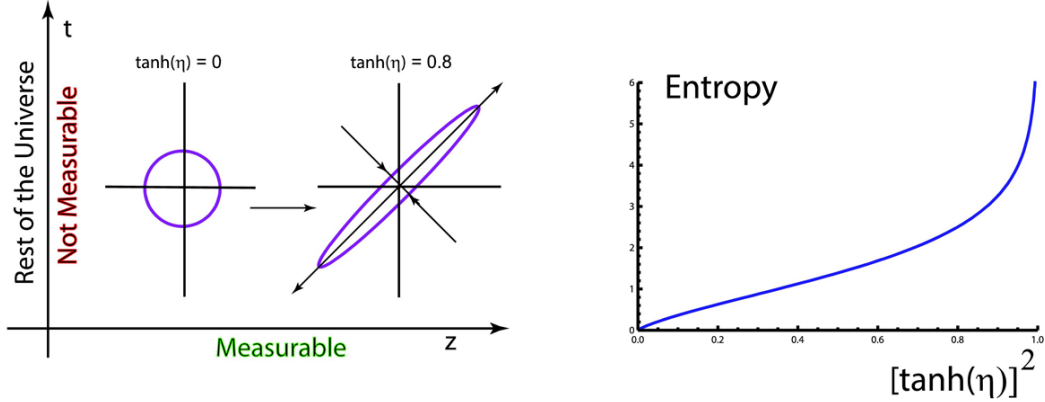 t
Rest of the Universe
Not Measurable
tanh(η) = 0
tanh(η) = 0.8
Measurable
z
Entropy
6
5
4
3
2
1
0
0.0 0.2 0.4 0.6 0.8 1.0
[tanh(η)]²